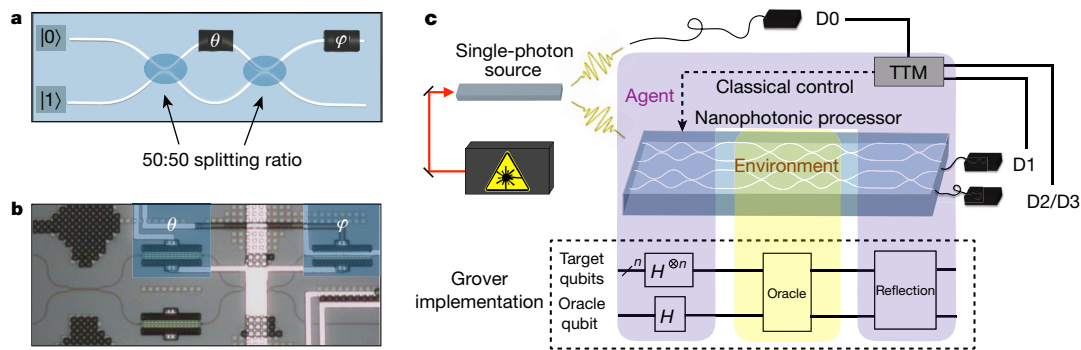 a
|0⟩
θ
φ
|1⟩
50:50 splitting ratio
b
θ
φ
c
D0
Single-photon
source
TTM
Agent
Classical control
Nanophotonic processor
Environment
D1
D2/D3
Grover
implementation
Target
qubits
n
H⊗n
Oracle
qubit
H
Oracle
Reflection